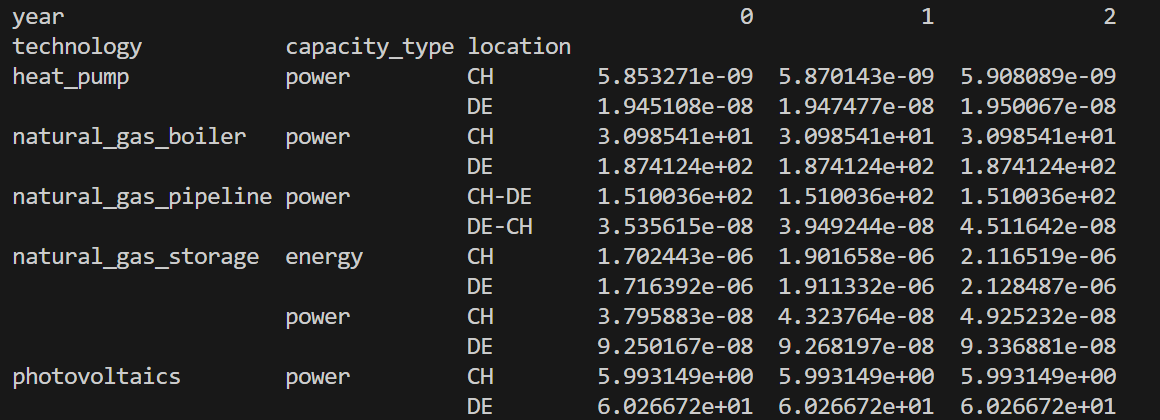 year 0 1 2
technology capacity_type location
heat_pump power CH 5.853271e-09 5.870143e-09 5.908089e-09
DE 1.945108e-08 1.947477e-08 1.950067e-08
natural_gas_boiler power CH 3.098541e+01 3.098541e+01 3.098541e+01
DE 1.874124e+02 1.874124e+02 1.874124e+02
natural_gas_pipeline power CH-DE 1.510036e+02 1.510036e+02 1.510036e+02
DE-CH 3.535615e-08 3.949244e-08 4.511642e-08
natural_gas_storage energy CH 1.702443e-06 1.901658e-06 2.116519e-06
DE 1.716392e-06 1.911332e-06 2.128487e-06
power CH 3.795883e-08 4.323764e-08 4.925232e-08
DE 9.250167e-08 9.268197e-08 9.336881e-08
photovoltaics power CH 5.993149e+00 5.993149e+00 5.993149e+00
DE 6.026672e+01 6.026672e+01 6.026672e+01